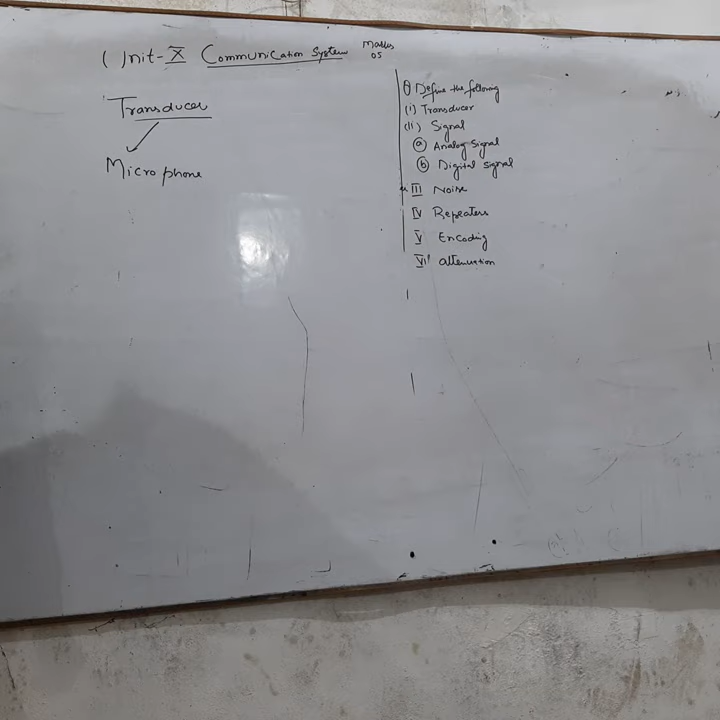 Unit-X Communication System Marks 05
Transducer
Microphone
Q Define the following
(i) Transducer
(ii) Signal
(a) Analog Signal
(b) Digital Signal
III Noise
IV Repeaters
V Encoding
VI attenuation